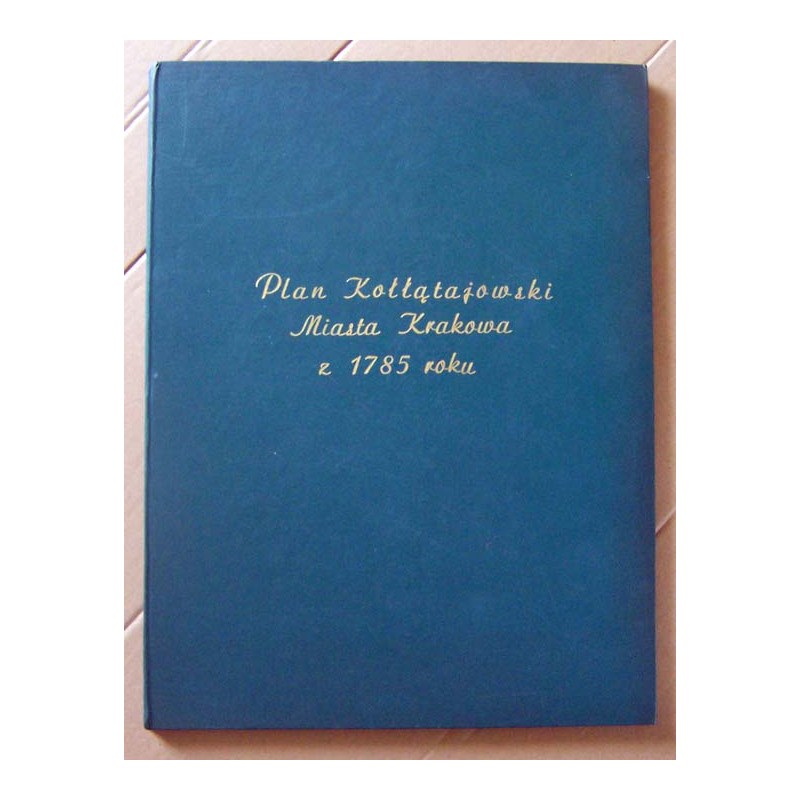 Plan Kołłątajowski
Miasta Krakowa
z 1785 roku